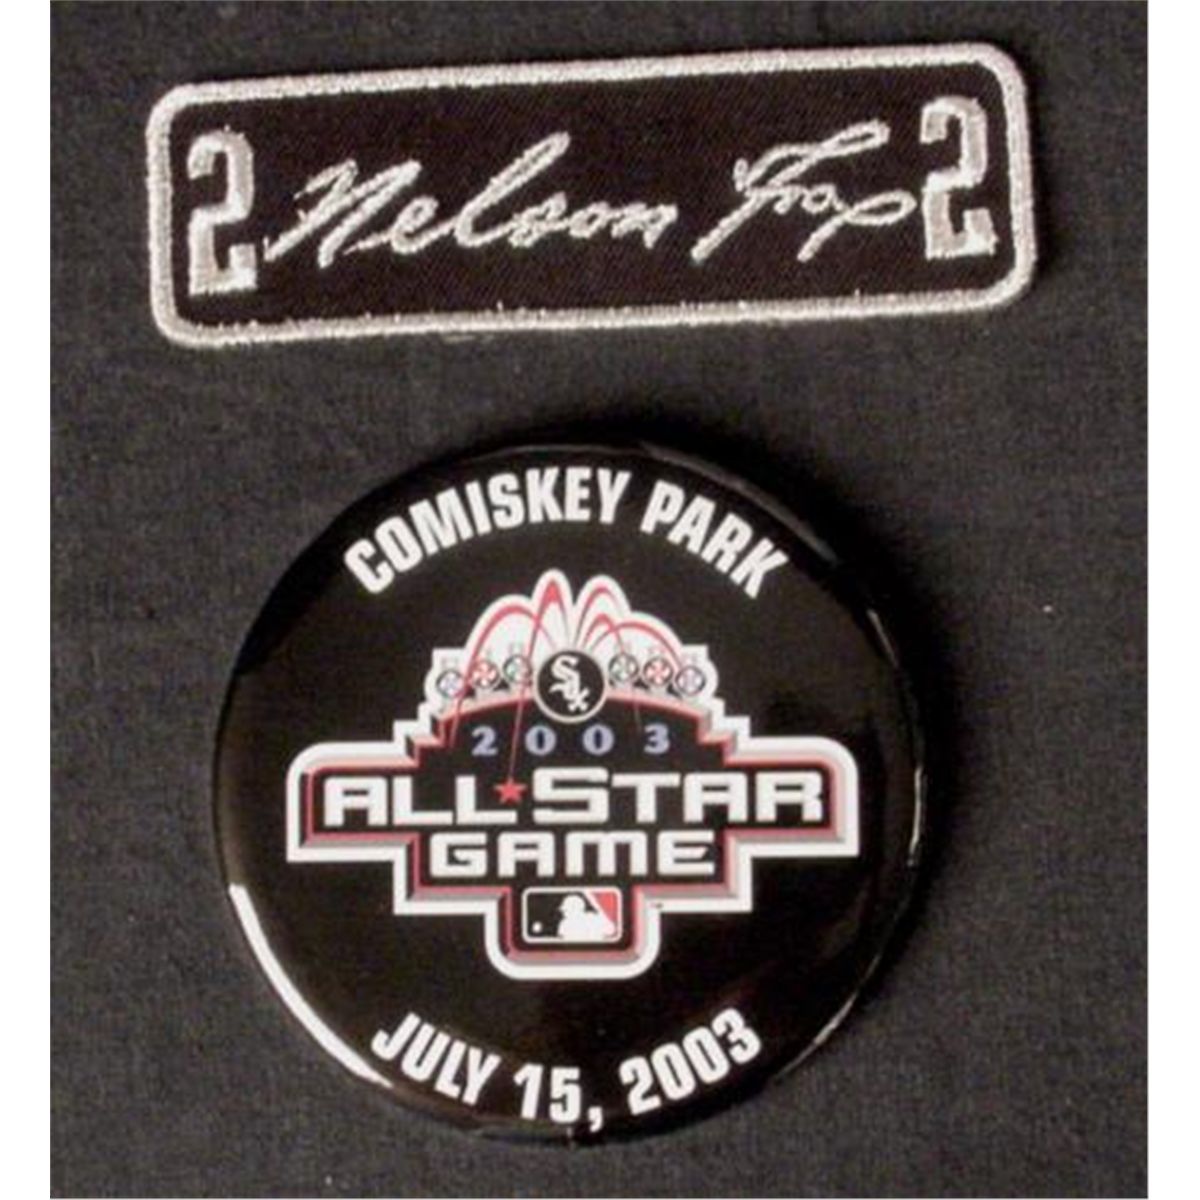 2 Nelson Fox 2
COMISKEY PARK
Sox
2003
ALL★STAR
GAME
JULY 15, 2003